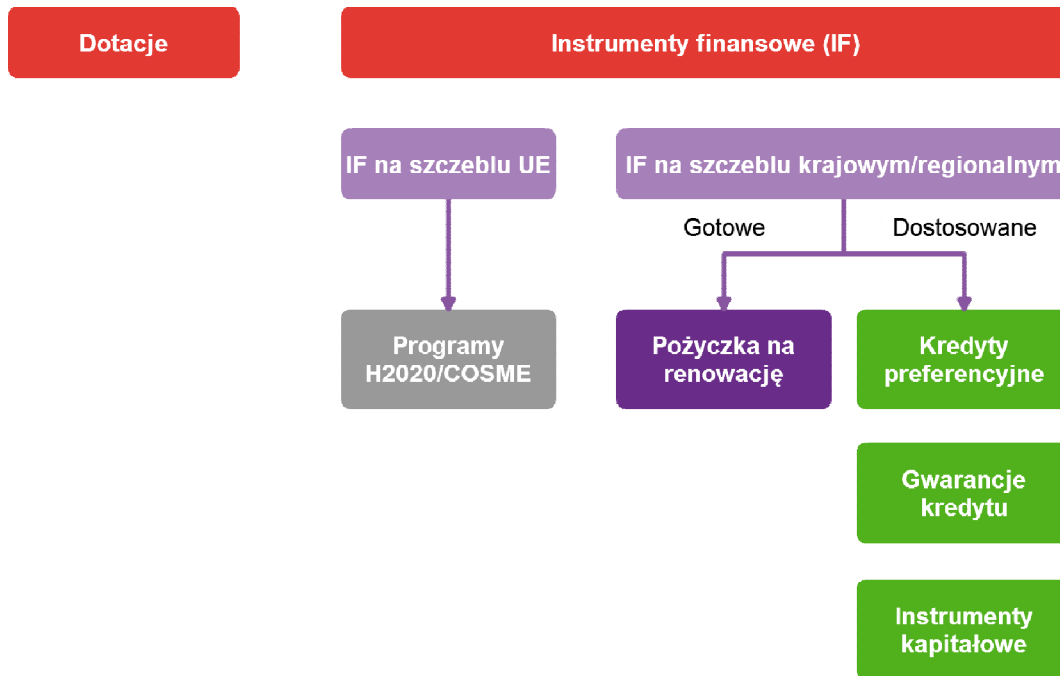 Dotacje
Instrumenty finansowe (IF)
IF na szczeblu UE
IF na szczeblu krajowym/regionalnym
Gotowe
Dostosowane
Programy
H2020/COSME
Pożyczka na
renowację
Kredyty
preferencyjne
Gwarancje
kredytu
Instrumenty
kapitałowe